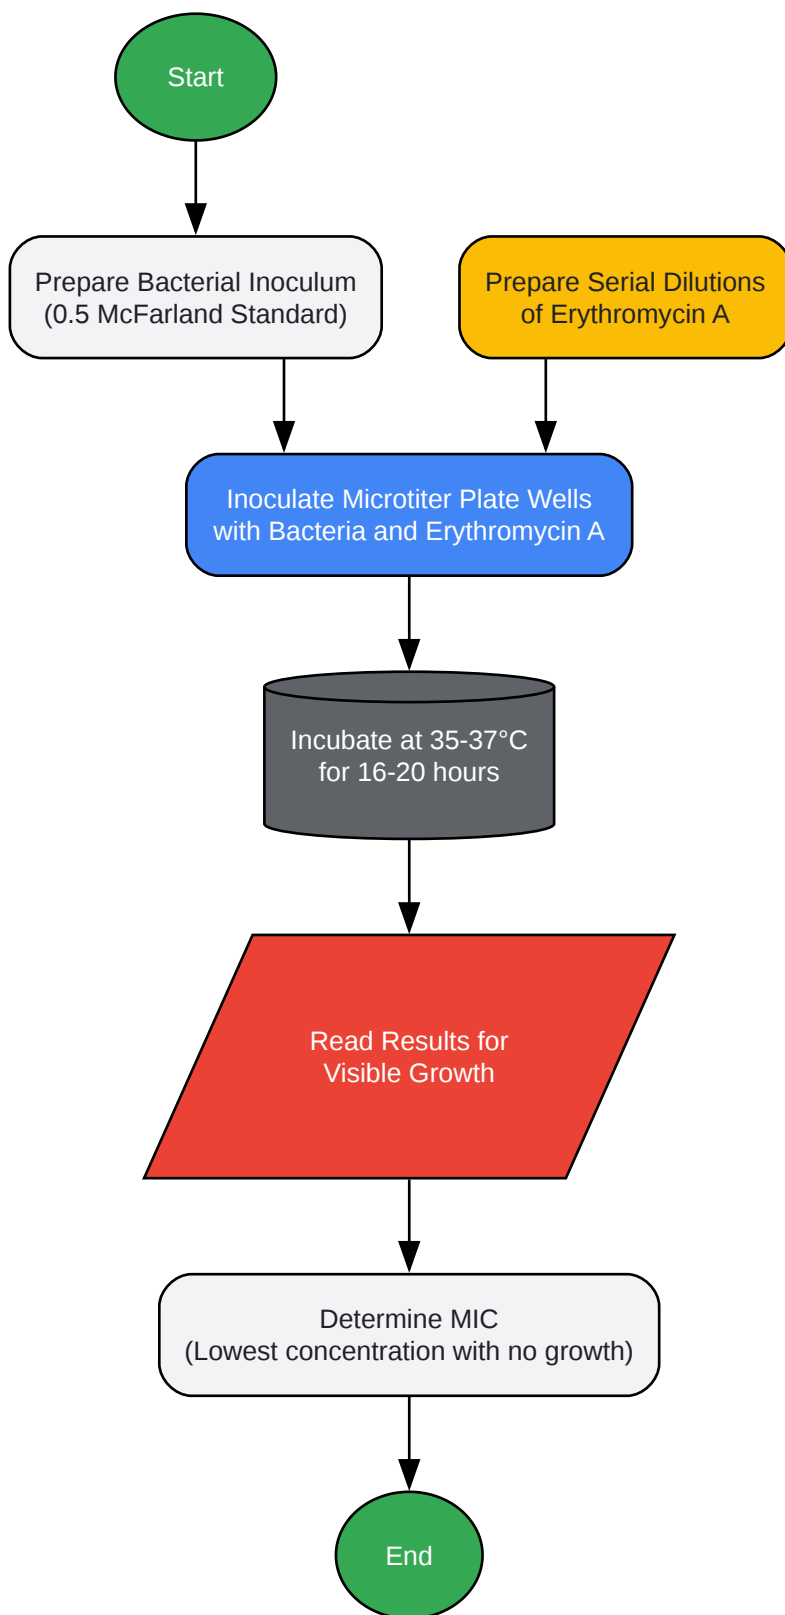 Start
Prepare Bacterial Inoculum
(0.5 McFarland Standard)
Prepare Serial Dilutions
of Erythromycin A
Inoculate Microtiter Plate Wells
with Bacteria and Erythromycin A
Incubate at 35-37°C
for 16-20 hours
Read Results for
Visible Growth
Determine MIC
(Lowest concentration with no growth)
End